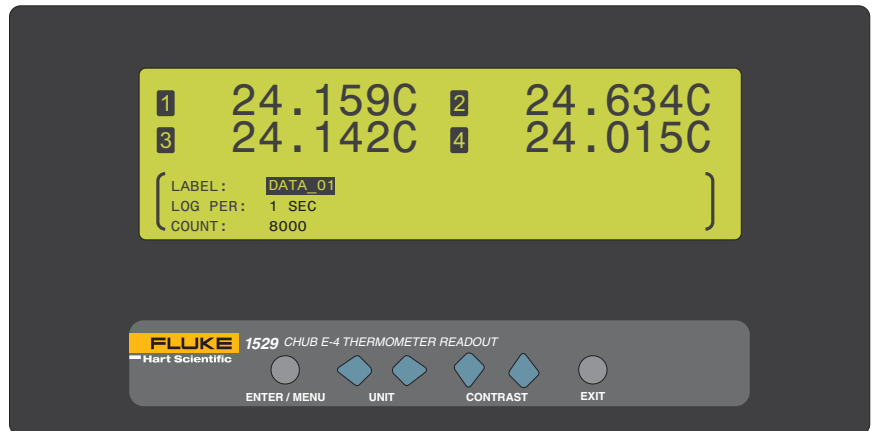 1 24.159C 2 24.634C
3 24.142C 4 24.015C
LABEL: DATA_01
LOG PER: 1 SEC
COUNT: 8000
FLUKE 1529 CHUB E-4 THERMOMETER READOUT
Hart Scientific
ENTER / MENU UNIT CONTRAST EXIT